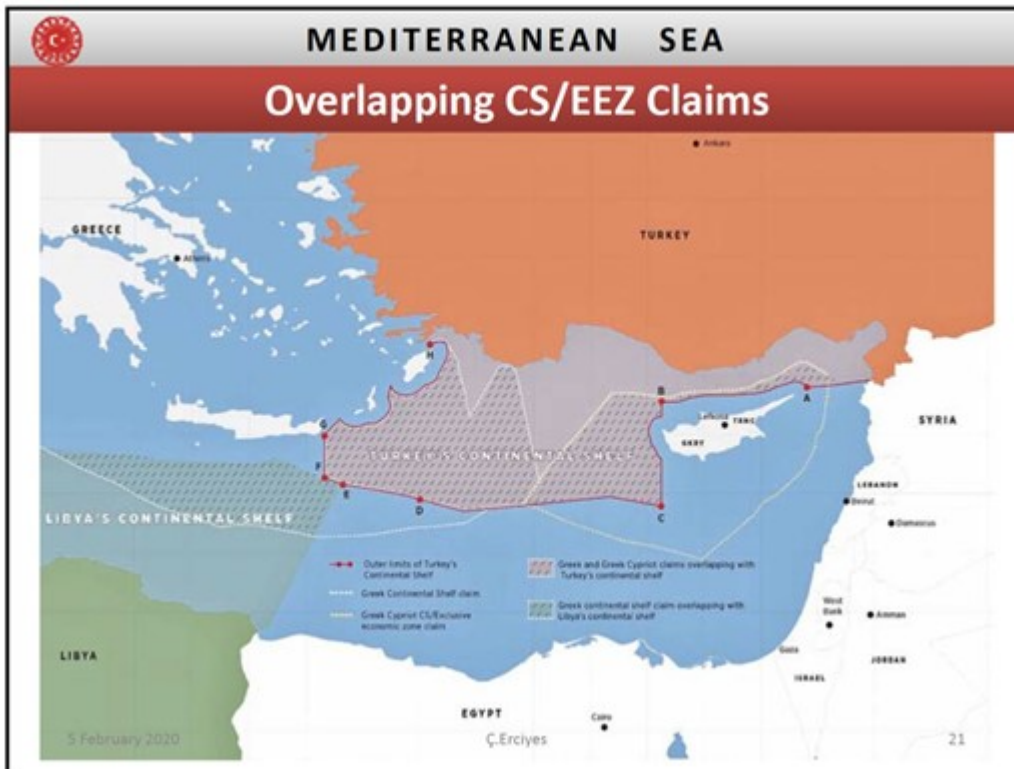 MEDITERRANEAN SEA
Overlapping CS/EEZ Claims
Ankara
GREECE
TURKEY
Athens
H
B
A
Lefkosa
TRNC
GKRY
SYRIA
G
TURKEY'S CONTINENTAL SHELF
F
E
D
C
LEBANON
Beirut
LIBYA'S CONTINENTAL SHELF
Damascus
Outer limits of Turkey's
Continental Shelf
Greek Continental Shelf claim
Greek Cypriot CS/Exclusive
economic zone claim
Greek and Greek Cypriot claims overlapping with
Turkey's continental shelf
Greek continental shelf claim overlapping with
Libya's continental shelf
West
Bank
Amman
Gaza
JORDAN
ISRAEL
LIBYA
EGYPT
Cairo
5 February 2020
Ç.Erciyes
21